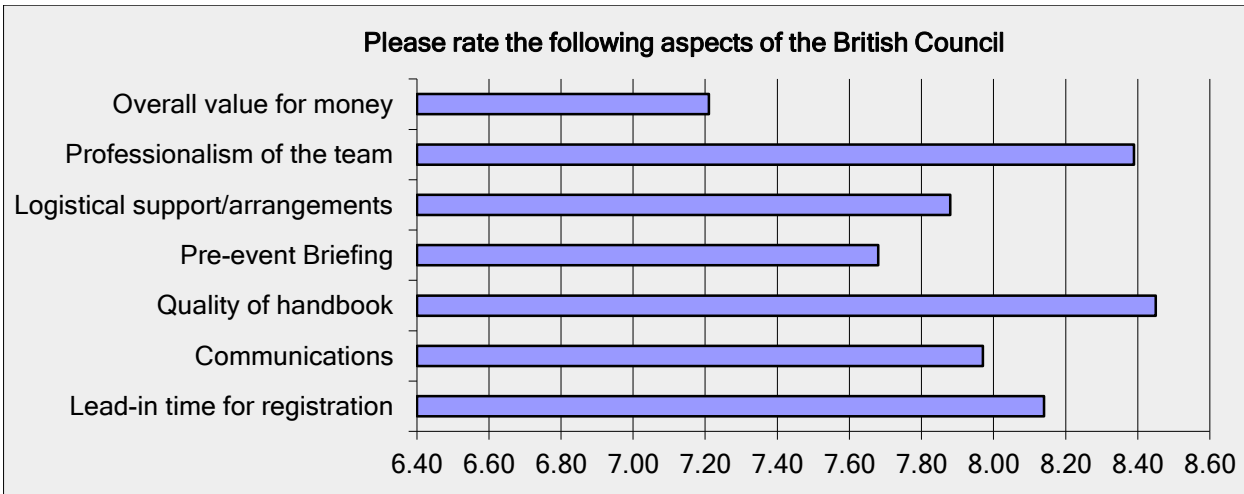 Please rate the following aspects of the British Council
Overall value for money
Professionalism of the team
Logistical support/arrangements
Pre-event Briefing
Quality of handbook
Communications
Lead-in time for registration
6.40 6.60 6.80 7.00 7.20 7.40 7.60 7.80 8.00 8.20 8.40 8.60